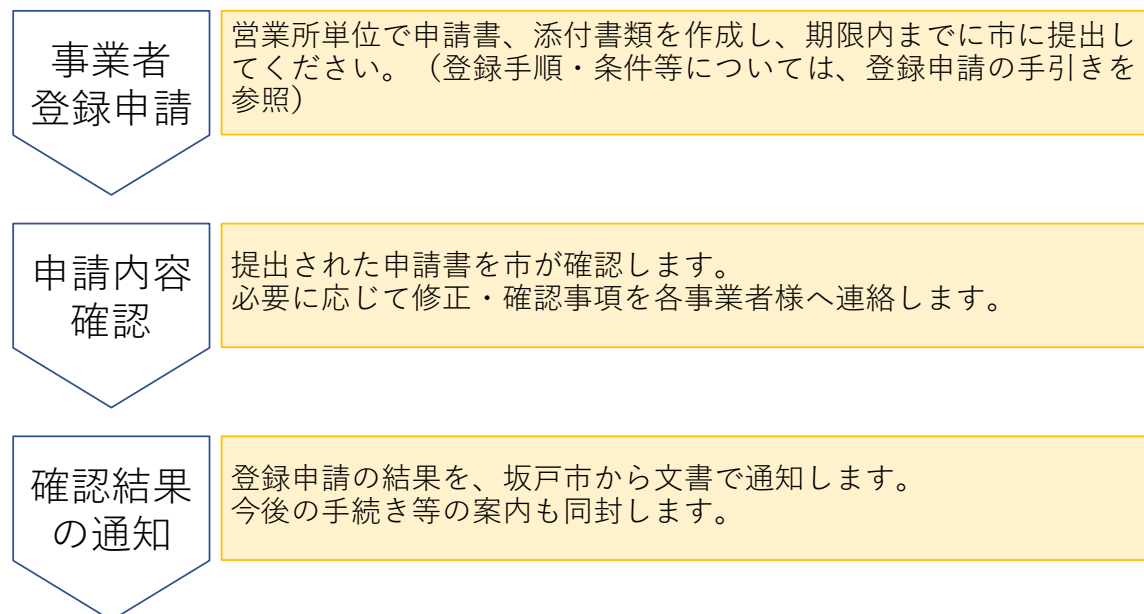 事業者
登録申請
営業所単位で申請書、添付書類を作成し、期限内までに市に提出し
てください。（登録手順・条件等については、登録申請の手引きを
参照）
申請内容
確認
提出された申請書を市が確認します。
必要に応じて修正・確認事項を各事業者様へ連絡します。
確認結果
の通知
登録申請の結果を、坂戸市から文書で通知します。
今後の手続き等の案内も同封します。